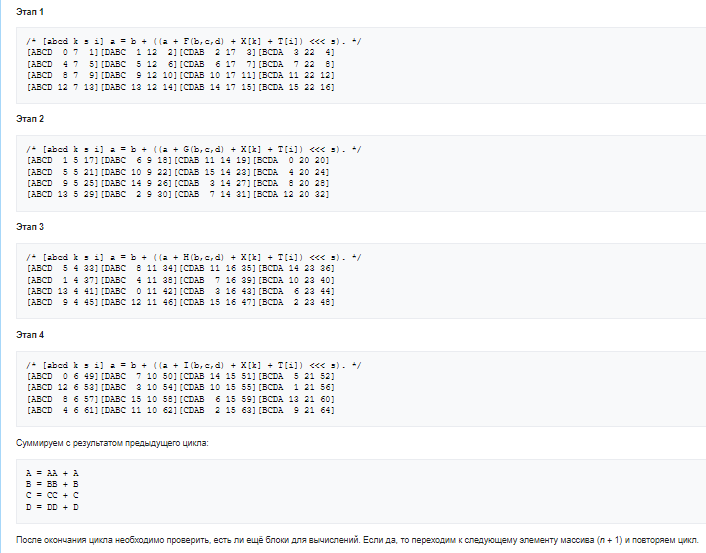 Этап 1
/* [abcd k s i] a = b + ((a + F(b,c,d) + X[k] + T[i]) <<< s). */
[ABCD  0 7  1][DABC  1 12  2][CDAB  2 17  3][BCDA  3 22  4]
[ABCD  4 7  5][DABC  5 12  6][CDAB  6 17  7][BCDA  7 22  8]
[ABCD  8 7  9][DABC  9 12 10][CDAB 10 17 11][BCDA 11 22 12]
[ABCD 12 7 13][DABC 13 12 14][CDAB 14 17 15][BCDA 15 22 16]
Этап 2
/* [abcd k s i] a = b + ((a + G(b,c,d) + X[k] + T[i]) <<< s). */
[ABCD  1 5 17][DABC  6 9 18][CDAB 11 14 19][BCDA  0 20 20]
[ABCD  5 5 21][DABC 10 9 22][CDAB 15 14 23][BCDA  4 20 24]
[ABCD  9 5 25][DABC 14 9 26][CDAB  3 14 27][BCDA  8 20 28]
[ABCD 13 5 29][DABC  2 9 30][CDAB  7 14 31][BCDA 12 20 32]
Этап 3
/* [abcd k s i] a = b + ((a + H(b,c,d) + X[k] + T[i]) <<< s). */
[ABCD  5 4 33][DABC  8 11 34][CDAB 11 16 35][BCDA 14 23 36]
[ABCD  1 4 37][DABC  4 11 38][CDAB  7 16 39][BCDA 10 23 40]
[ABCD 13 4 41][DABC  0 11 42][CDAB  3 16 43][BCDA  6 23 44]
[ABCD  9 4 45][DABC 12 11 46][CDAB 15 16 47][BCDA  2 23 48]
Этап 4
/* [abcd k s i] a = b + ((a + I(b,c,d) + X[k] + T[i]) <<< s). */
[ABCD  0 6 49][DABC  7 10 50][CDAB 14 15 51][BCDA  5 21 52]
[ABCD 12 6 53][DABC  3 10 54][CDAB 10 15 55][BCDA  1 21 56]
[ABCD  8 6 57][DABC 15 10 58][CDAB  6 15 59][BCDA 13 21 60]
[ABCD  4 6 61][DABC 11 10 62][CDAB  2 15 63][BCDA  9 21 64]
Суммируем с результатом предыдущего цикла:
A = AA + A
B = BB + B
C = CC + C
D = DD + D
После окончания цикла необходимо проверить, есть ли ещё блоки для вычислений. Если да, то переходим к следующему элементу массива (n + 1) и повторяем цикл.